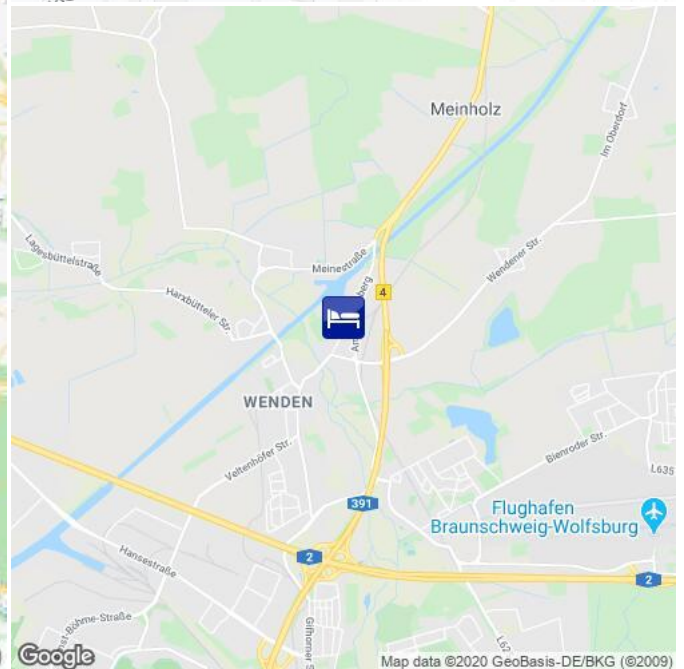 Meinholz
Im Oberdorf
Lagesbüttelstraße
Meinestraße
Wendener Str.
Harxbütteler Str.
4
WENDEN
Bienroder Str.
Veltenhöfer Str.
L635
391
Flughafen
Braunschweig-Wolfsburg
Hansestraße
2
2
Gifhorner S
L62
Google
Map data ©2020 GeoBasis-DE/BKG (©2009)